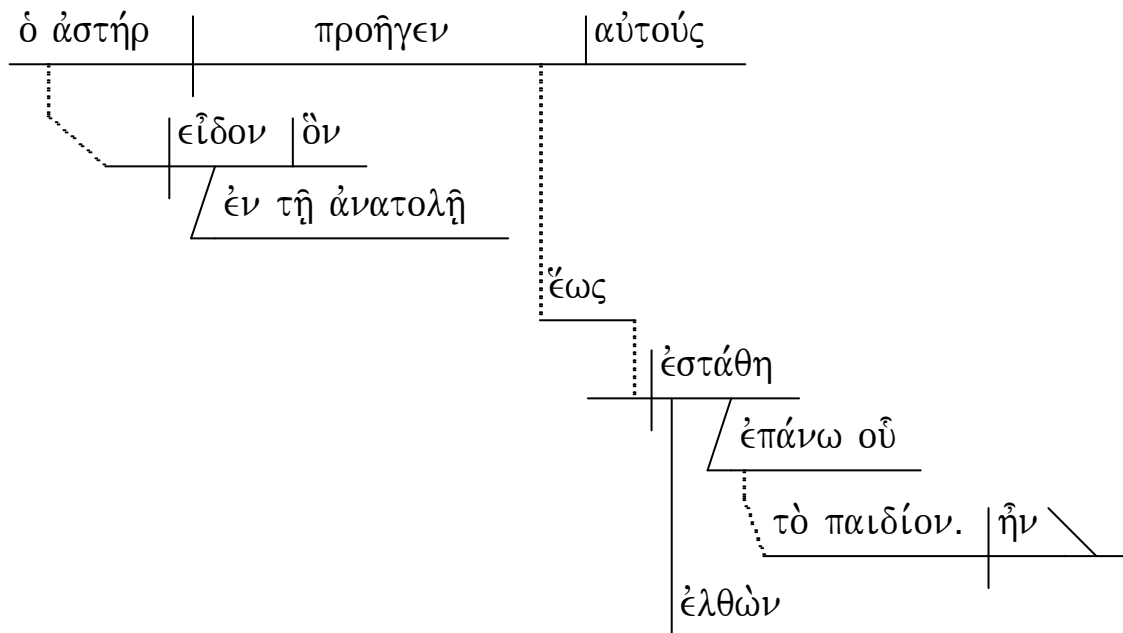 ὁ ἀστήρ προῆγεν αὐτούς
εἶδον ὃν
ἐν τῇ ἀνατολῇ
ἕως
ἐστάθη
ἐπάνω οὗ
τὸ παιδίον. ἦν
ἐλθὼν